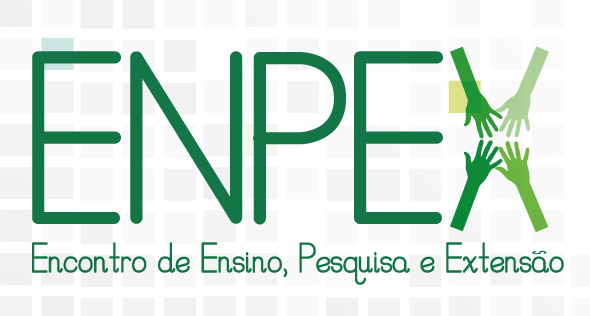 ENPEX
Encontro de Ensino, Pesquisa e Extensão